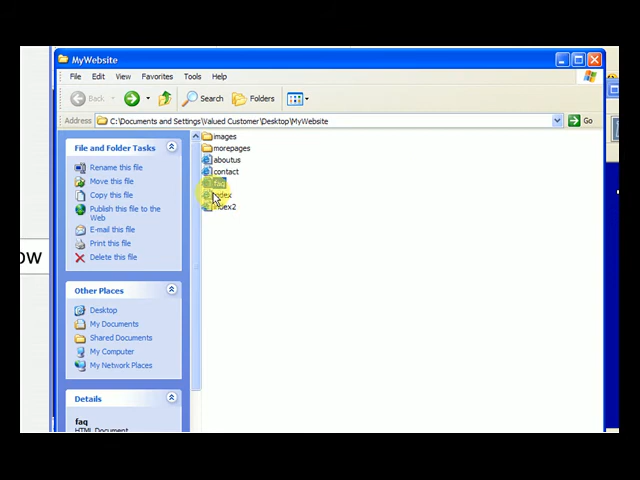 MyWebsite
File Edit View Favorites Tools Help
Back Search Folders
Address C:\Documents and Settings\Valued Customer\Desktop\MyWebsite Go
File and Folder Tasks
Rename this file
Move this file
Copy this file
Publish this file to the
Web
E-mail this file
Print this file
Delete this file
Other Places
Desktop
My Documents
Shared Documents
My Computer
My Network Places
Details
faq
HTML Document
images
morepages
aboutus
contact
faq
index
index2
ow